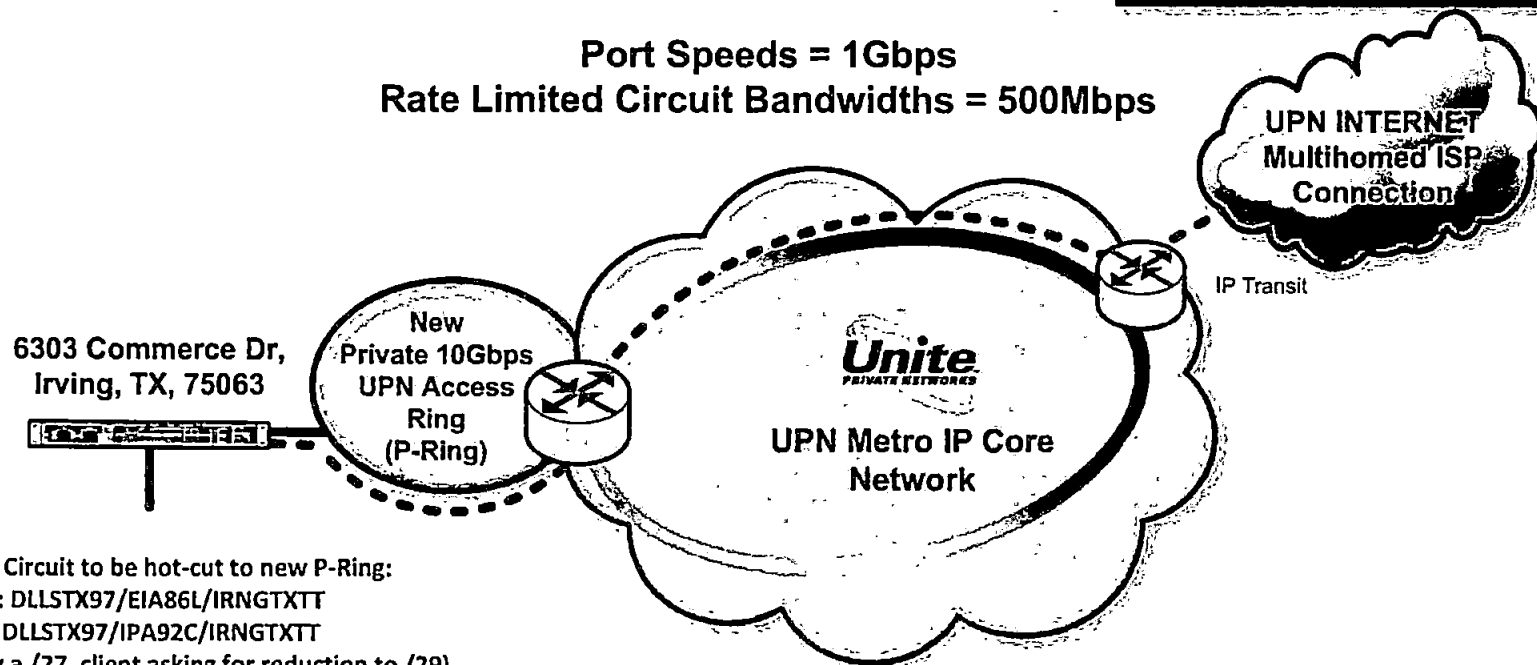 Port Speeds = 1Gbps
Rate Limited Circuit Bandwidths = 500Mbps
UPN INTERNET
Multihomed ISP
Connection
IP Transit
6303 Commerce Dr,
Irving, TX, 75063
New
Private 10Gbps
UPN Access
Ring
(P-Ring)
Unite
PRIVATE NETWORKS
UPN Metro IP Core
Network
Circuit to be hot-cut to new P-Ring:
: DLLSTX97/EIA86L/IRNGTXTT
DLLSTX97/IPA92C/IRNGTXTT
a /27, client asking for reduction to /29)